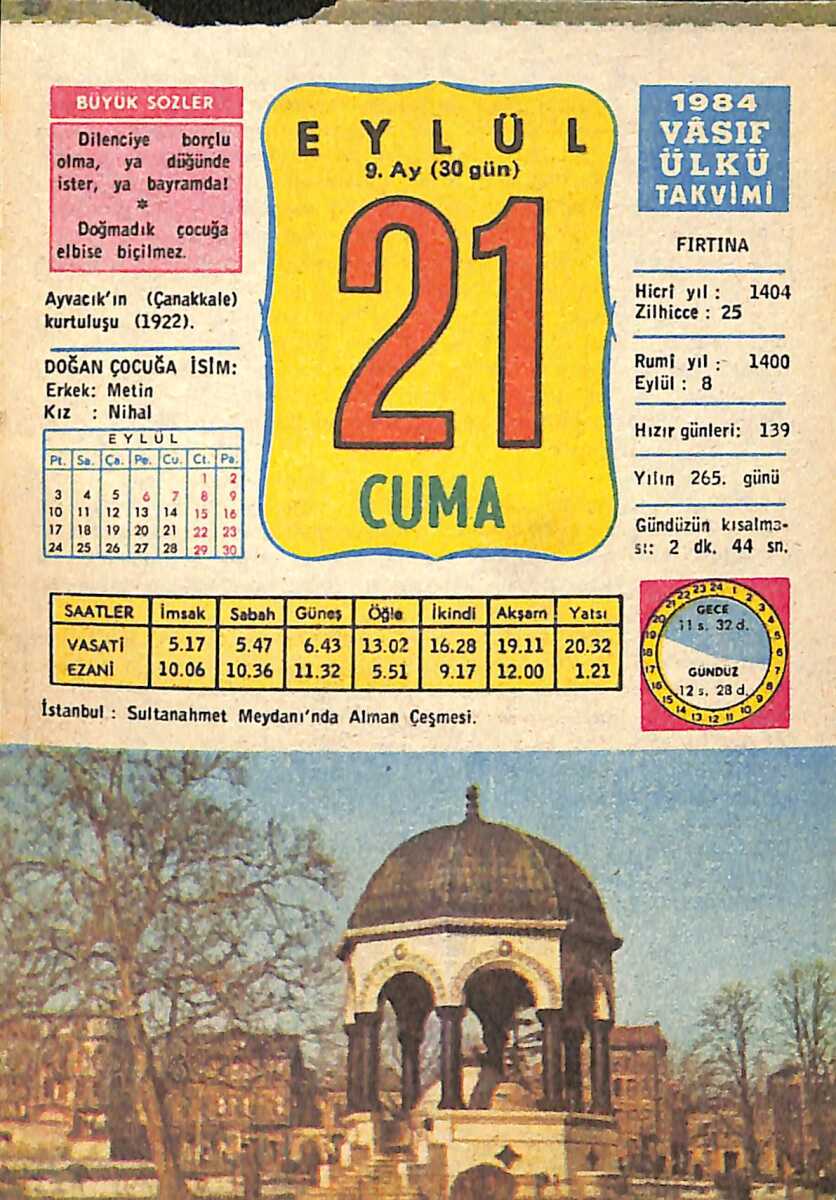 BÜYÜK SOZLER
Dilenciye borçlu
olma, ya düğünde
ister, ya bayramda!
*
Doğmadık çocuğa
elbise biçilmez.
Ayvacık'ın (Çanakkale)
kurtuluşu (1922).
DOĞAN ÇOCUĞA İSİM:
Erkek: Metin
Kız : Nihal
EYLÜL
Pt. Sa. Ça. Pe. Cu. Ct. Pa.
1 2
3 4 5 6 7 8 9
10 11 12 13 14 15 16
17 18 19 20 21 22 23
24 25 26 27 28 29 30
EYLÜL
9. Ay (30 gün)
21
CUMA
1984
VÂSIF
ÜLKÜ
TAKVİMİ
FIRTINA
Hicrî yıl : 1404
Zilhicce : 25
Rumî yıl : 1400
Eylül : 8
Hızır günleri: 139
Yılın 265. günü
Gündüzün kısalma-
sı: 2 dk. 44 sn.
SAATLER İmsak Sabah Güneş Öğle İkindi Akşam Yatsı
VASATİ 5.17 5.47 6.43 13.02 16.28 19.11 20.32
EZANİ 10.06 10.36 11.32 5.51 9.17 12.00 1.21
GECE
11 s. 32 d.
GÜNDÜZ
12 s. 28 d.
İstanbul : Sultanahmet Meydanı'nda Alman Çeşmesi.